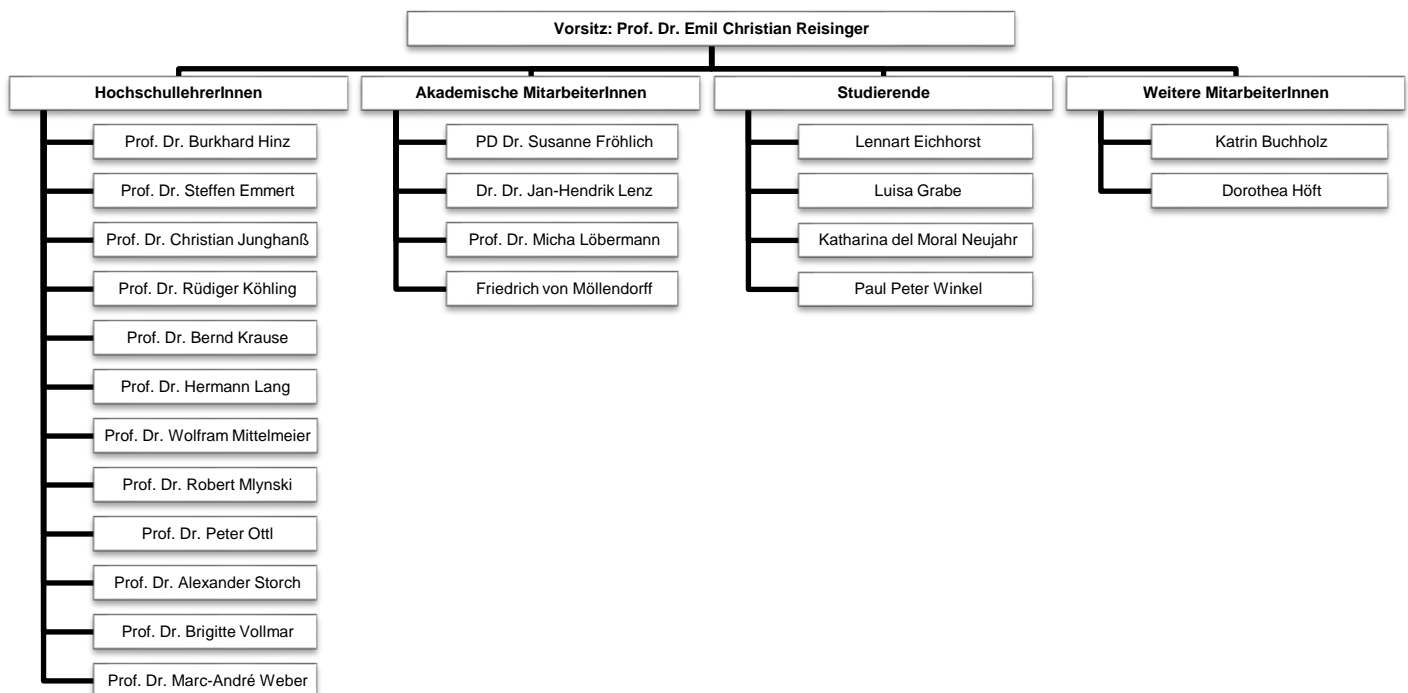 Vorsitz: Prof. Dr. Emil Christian Reisinger
HochschullehrerInnen
Prof. Dr. Burkhard Hinz
Prof. Dr. Steffen Emmert
Prof. Dr. Christian Junghanß
Prof. Dr. Rüdiger Köhling
Prof. Dr. Bernd Krause
Prof. Dr. Hermann Lang
Prof. Dr. Wolfram Mittelmeier
Prof. Dr. Robert Mlynski
Prof. Dr. Peter Ottl
Prof. Dr. Alexander Storch
Prof. Dr. Brigitte Vollmar
Prof. Dr. Marc-André Weber
Akademische MitarbeiterInnen
PD Dr. Susanne Fröhlich
Dr. Dr. Jan-Hendrik Lenz
Prof. Dr. Micha Löbermann
Friedrich von Möllendorff
Studierende
Lennart Eichhorst
Luisa Grabe
Katharina del Moral Neujahr
Paul Peter Winkel
Weitere MitarbeiterInnen
Katrin Buchholz
Dorothea Höft